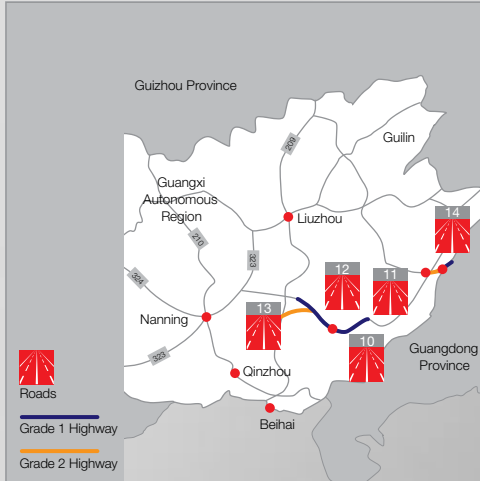 Guizhou Province
Guilin
209
Guangxi
Autonomous
Region
Liuzhou
14
210
323
324
12
11
13
Nanning
10
323
Guangdong
Province
Qinzhou
Roads
Beihai
Grade 1 Highway
Grade 2 Highway